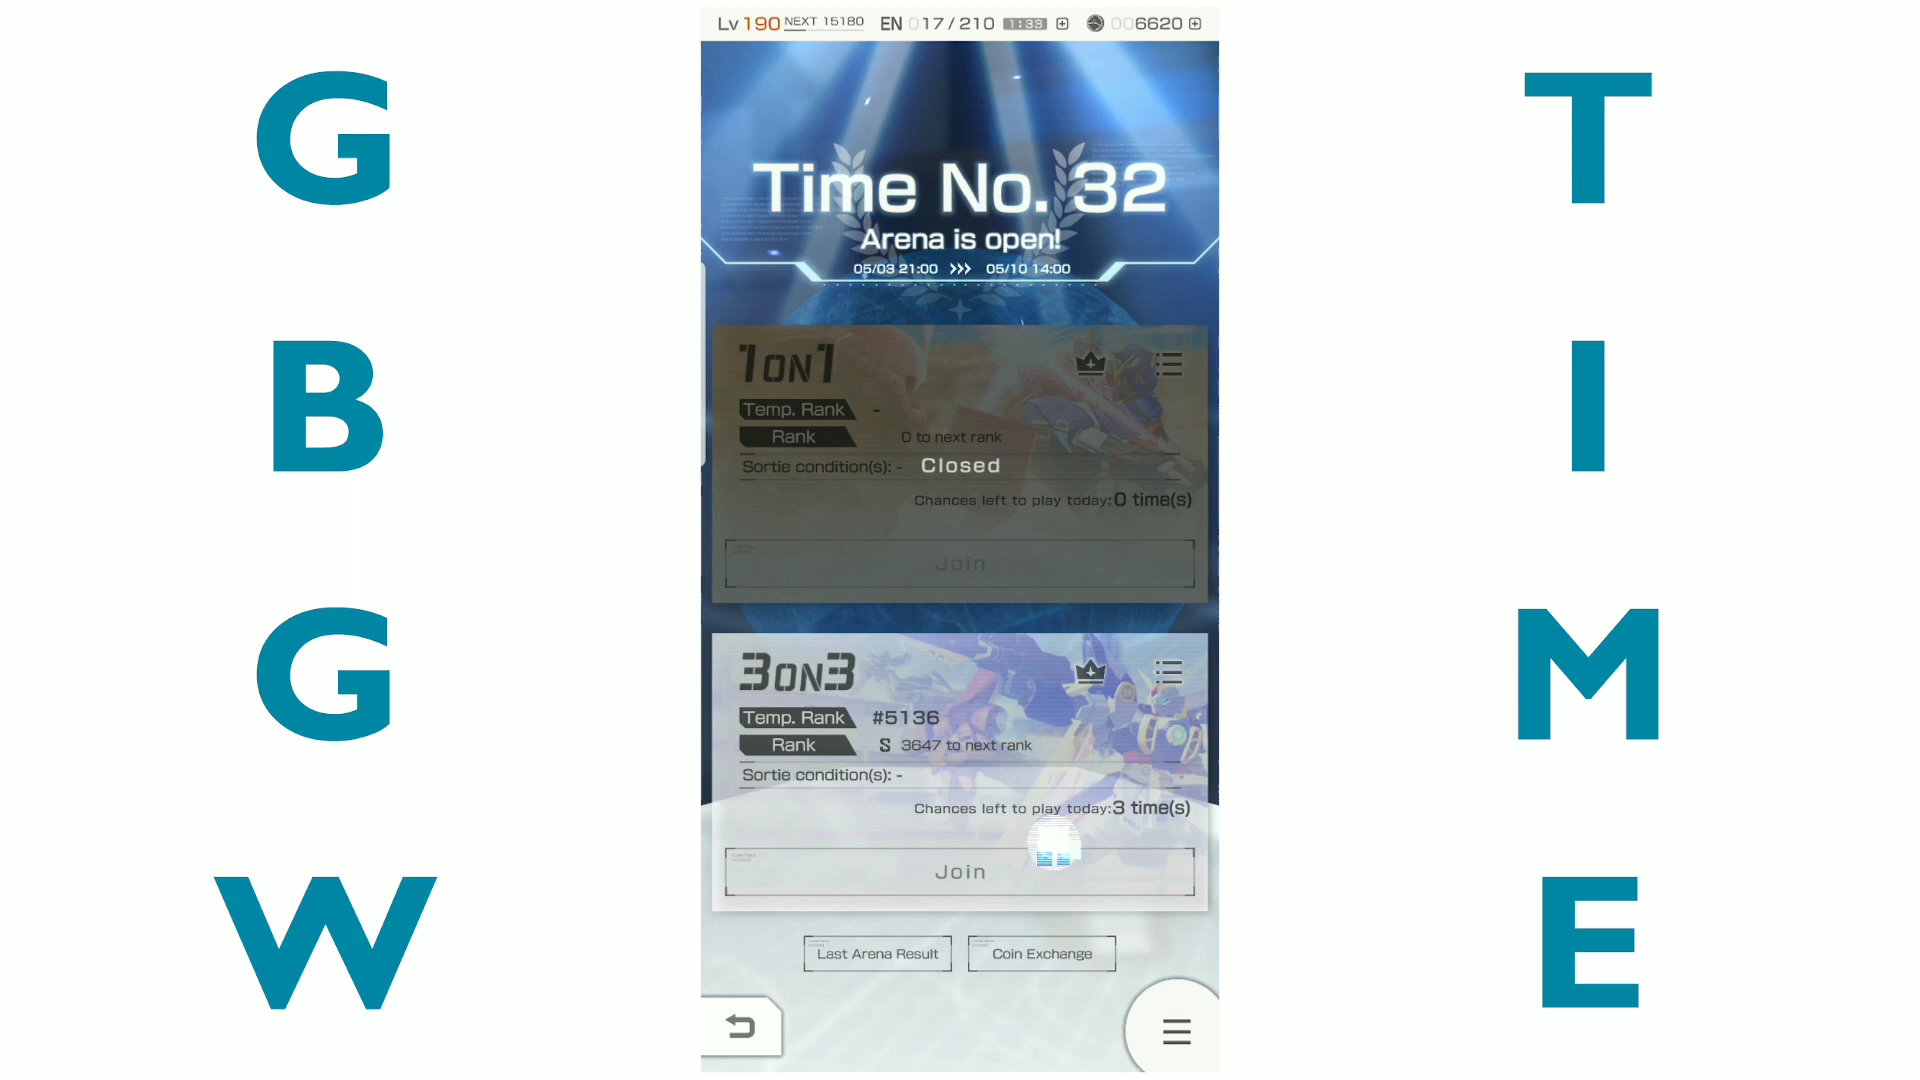 G
B
G
W
Lv 190 NEXT 15180 EN 017/210 1:33 006620
Time No. 32
Arena is open!
05/03 21:00 >>> 05/10 14:00
1ON1
Temp. Rank -
Rank 0 to next rank
Sortie condition(s): - Closed
Chances left to play today:0 time(s)
Join
3ON3
Temp. Rank #5136
Rank S 3647 to next rank
Sortie condition(s): -
Chances left to play today:3 time(s)
Join
Last Arena Result Coin Exchange
T
I
M
E